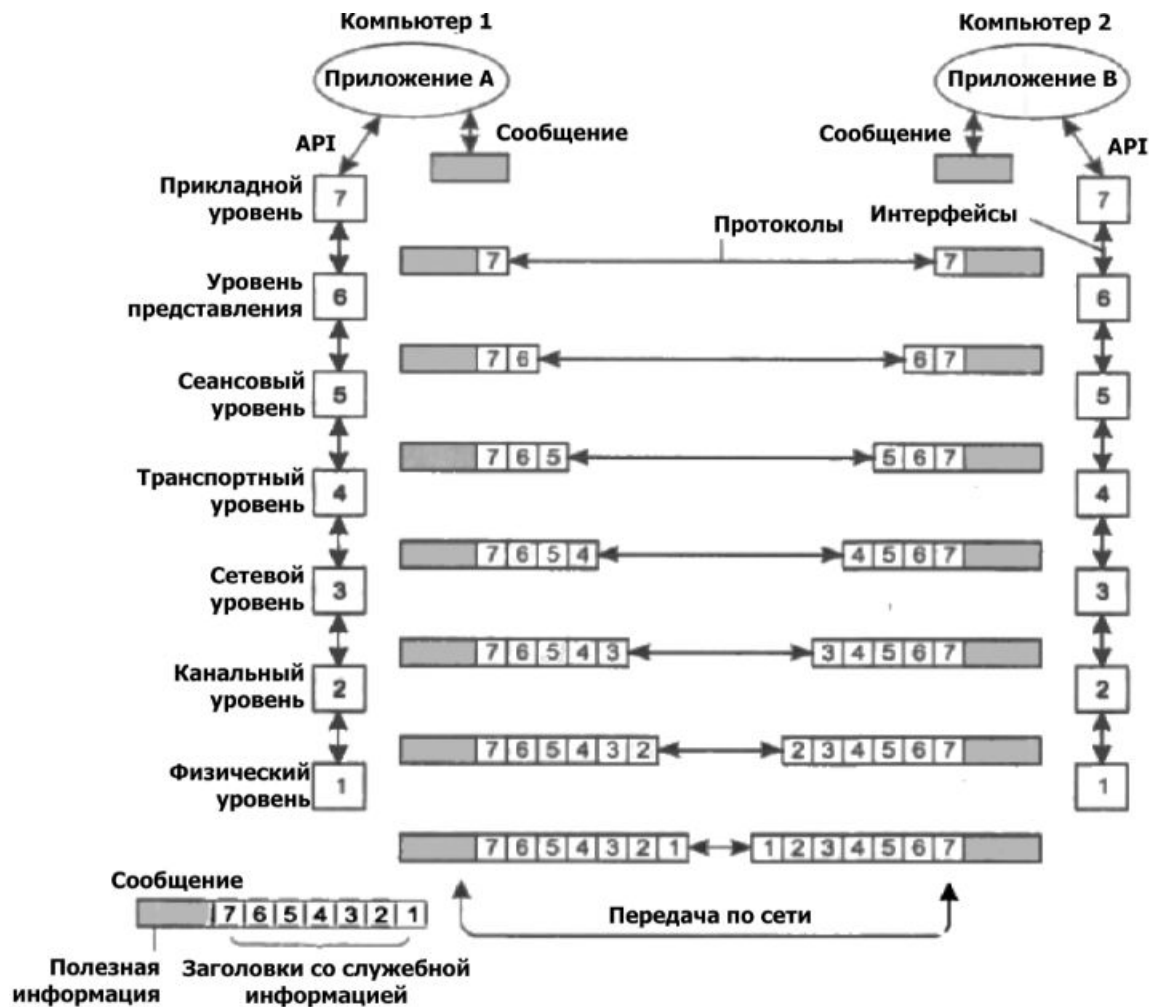 Компьютер 1
Компьютер 2
Приложение А
Приложение В
API
Сообщение
Сообщение
API
Прикладной
уровень
7
7
Интерфейсы
Протоколы
7
7
Уровень
представления
6
6
7 6
6 7
Сеансовый
уровень
5
5
7 6 5
5 6 7
Транспортный
уровень
4
4
7 6 5 4
4 5 6 7
Сетевой
уровень
3
3
7 6 5 4 3
3 4 5 6 7
Канальный
уровень
2
2
7 6 5 4 3 2
2 3 4 5 6 7
Физический
уровень
1
1
7 6 5 4 3 2 1
1 2 3 4 5 6 7
Сообщение
7 6 5 4 3 2 1
Передача по сети
Полезная
информация
Заголовки со служебной
информацией